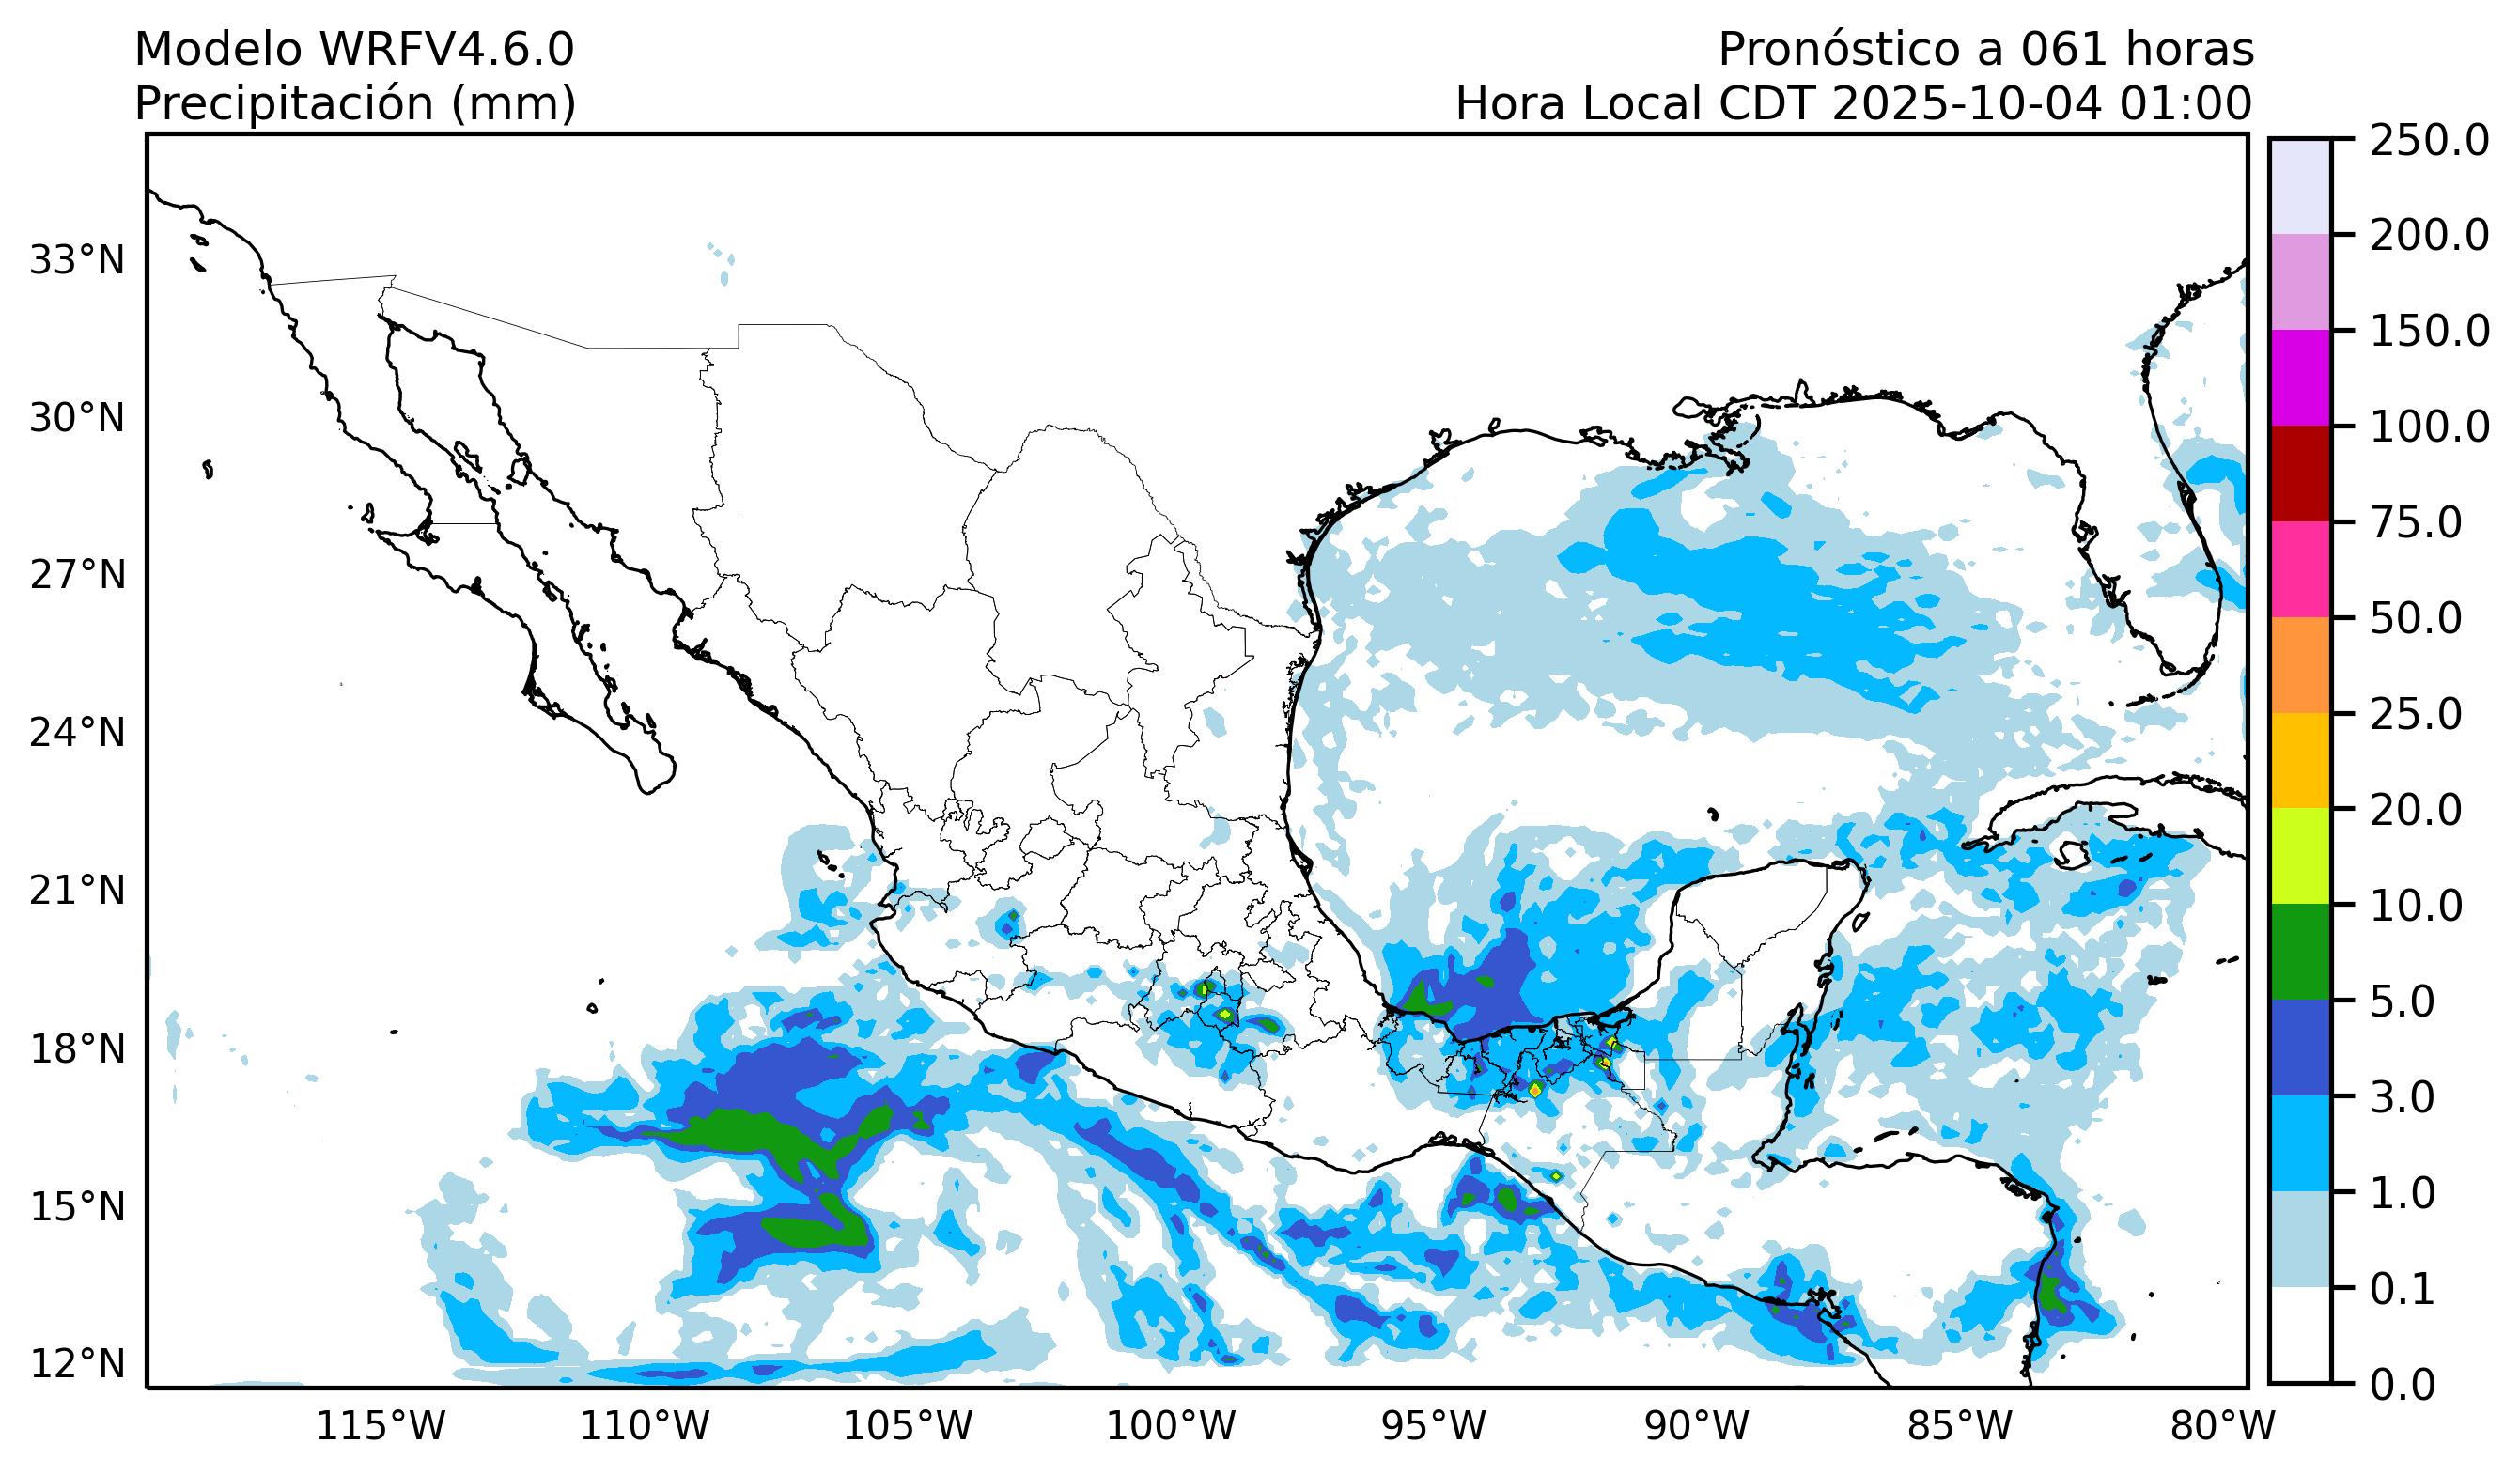 Modelo WRFV4.6.0
Precipitación (mm)
Pronóstico a 061 horas
Hora Local CDT 2025-10-04 01:00
33°N
30°N
27°N
24°N
21°N
18°N
15°N
12°N
115°W
110°W
105°W
100°W
95°W
90°W
85°W
80°W
250.0
200.0
150.0
100.0
75.0
50.0
25.0
20.0
10.0
5.0
3.0
1.0
0.1
0.0